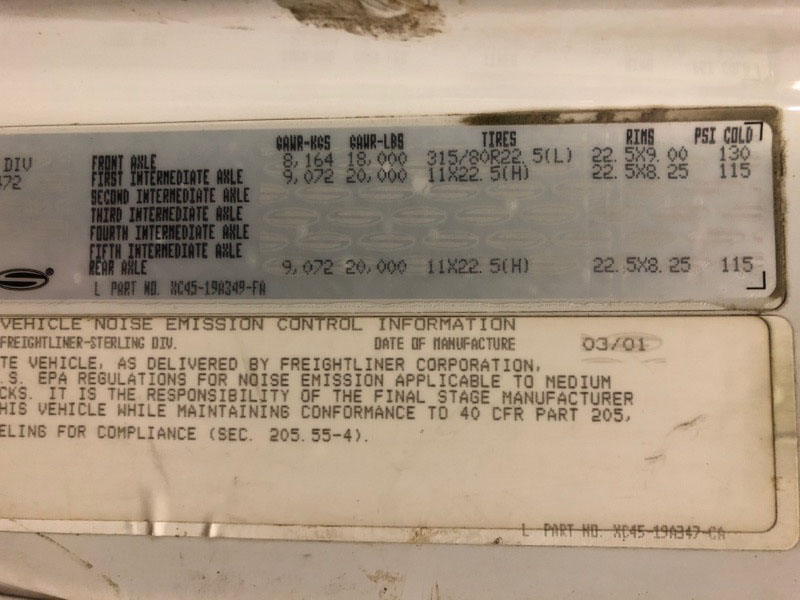 GAWR-KGS GAWR-LBS TIRES RIMS PSI COLD
DIV FRONT AXLE 8,164 18,000 315/80R22.5(L) 22.5X9.00 130
472 FIRST INTERMEDIATE AXLE 9,072 20,000 11X22.5(H) 22.5X8.25 115
SECOND INTERMEDIATE AXLE
THIRD INTERMEDIATE AXLE
FOURTH INTERMEDIATE AXLE
FIFTH INTERMEDIATE AXLE
REAR AXLE 9,072 20,000 11X22.5(H) 22.5X8.25 115
L PART NO. XC45-19A349-FA
VEHICLE NOISE EMISSION CONTROL INFORMATION
FREIGHTLINER-STERLING DIV. DATE OF MANUFACTURE 03/01
TE VEHICLE, AS DELIVERED BY FREIGHTLINER CORPORATION,
.S. EPA REGULATIONS FOR NOISE EMISSION APPLICABLE TO MEDIUM
CKS. IT IS THE RESPONSIBILITY OF THE FINAL STAGE MANUFACTURER
HIS VEHICLE WHILE MAINTAINING CONFORMANCE TO 40 CFR PART 205,
ELING FOR COMPLIANCE (SEC. 205.55-4).
L PART NO. XC45-19A347-CA